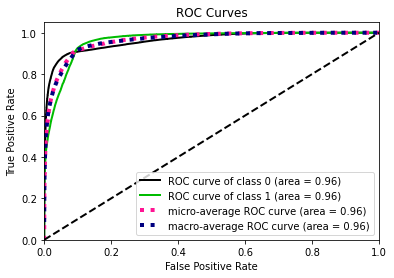 ROC Curves
True Positive Rate
1.0
0.8
0.6
0.4
0.2
0.0
ROC curve of class 0 (area = 0.96)
ROC curve of class 1 (area = 0.96)
micro-average ROC curve (area = 0.96)
macro-average ROC curve (area = 0.96)
0.0 0.2 0.4 0.6 0.8 1.0
False Positive Rate